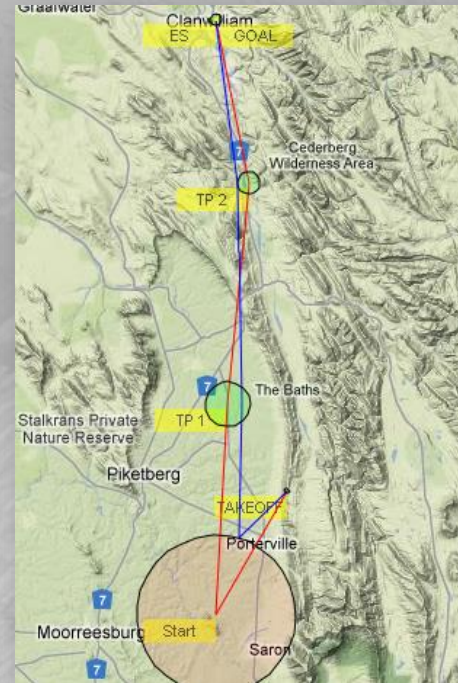 Graafwater
Clanwilliam
ES
GOAL
7
Cederberg
Wilderness Area
TP 2
7
The Baths
TP 1
Stalkrans Private
Nature Reserve
Piketberg
TAKEOFF
Porterville
7
Moorreesburg
Start
Saron
7